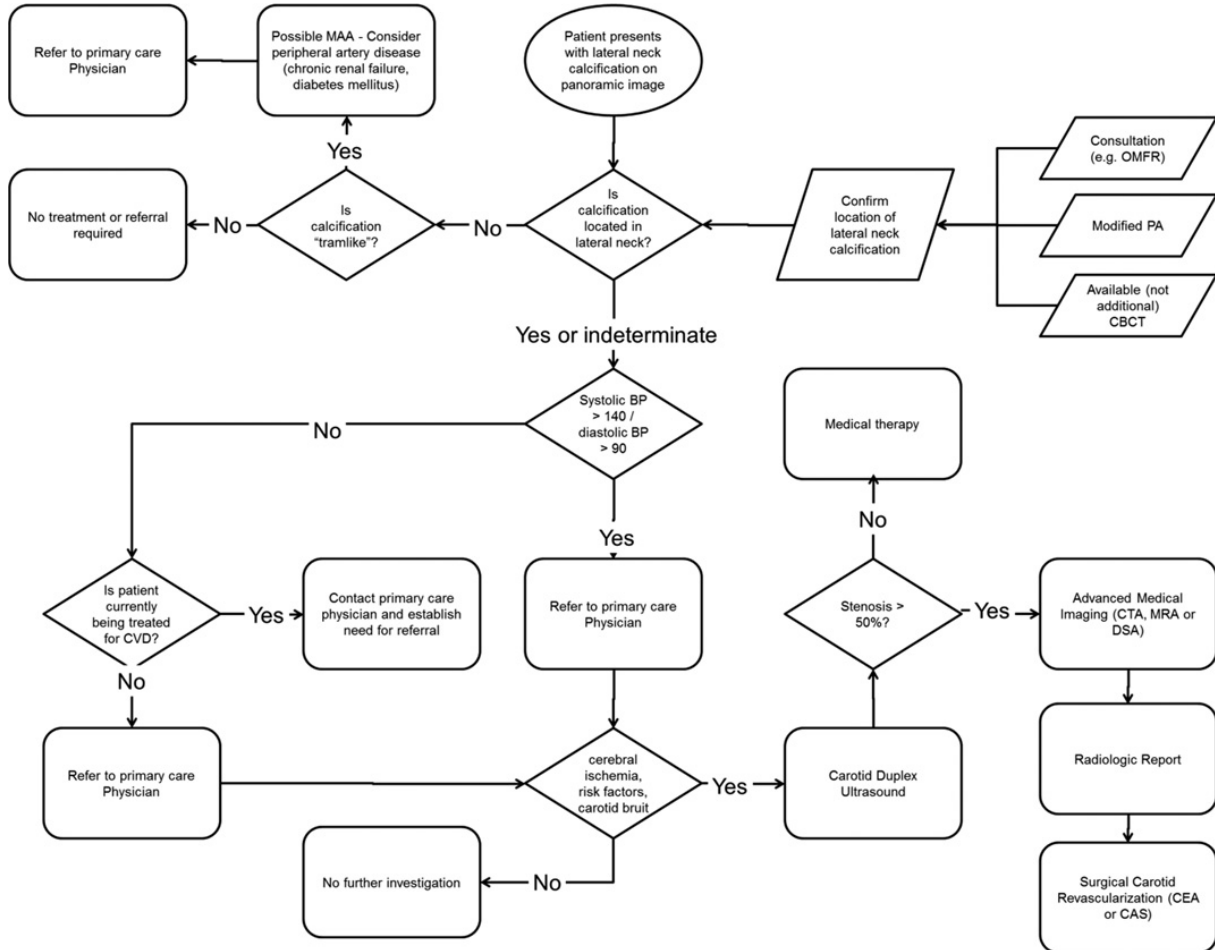 Refer to primary care
Physician
Possible MAA - Consider
peripheral artery disease
(chronic renal failure,
diabetes mellitus)
Patient presents
with lateral neck
calcification on
panoramic image
Yes
No treatment or referral
required
No
Is
calcification
“tramlike”?
No
Is
calcification
located in
lateral neck?
Confirm
location of
lateral neck
calcification
Consultation
(e.g. OMFR)
Modified PA
Available (not
additional)
CBCT
Yes or indeterminate
Systolic BP
> 140 /
diastolic BP
> 90
No
Yes
Medical therapy
No
Is patient
currently
being treated
for CVD?
Yes
Contact primary care
physician and establish
need for referral
Refer to primary care
Physician
Stenosis >
50%?
Yes
Advanced Medical
Imaging (CTA, MRA or
DSA)
No
Refer to primary care
Physician
cerebral
ischemia,
risk factors,
carotid bruit
Yes
Carotid Duplex
Ultrasound
Radiologic Report
No further investigation
No
Surgical Carotid
Revascularization (CEA
or CAS)